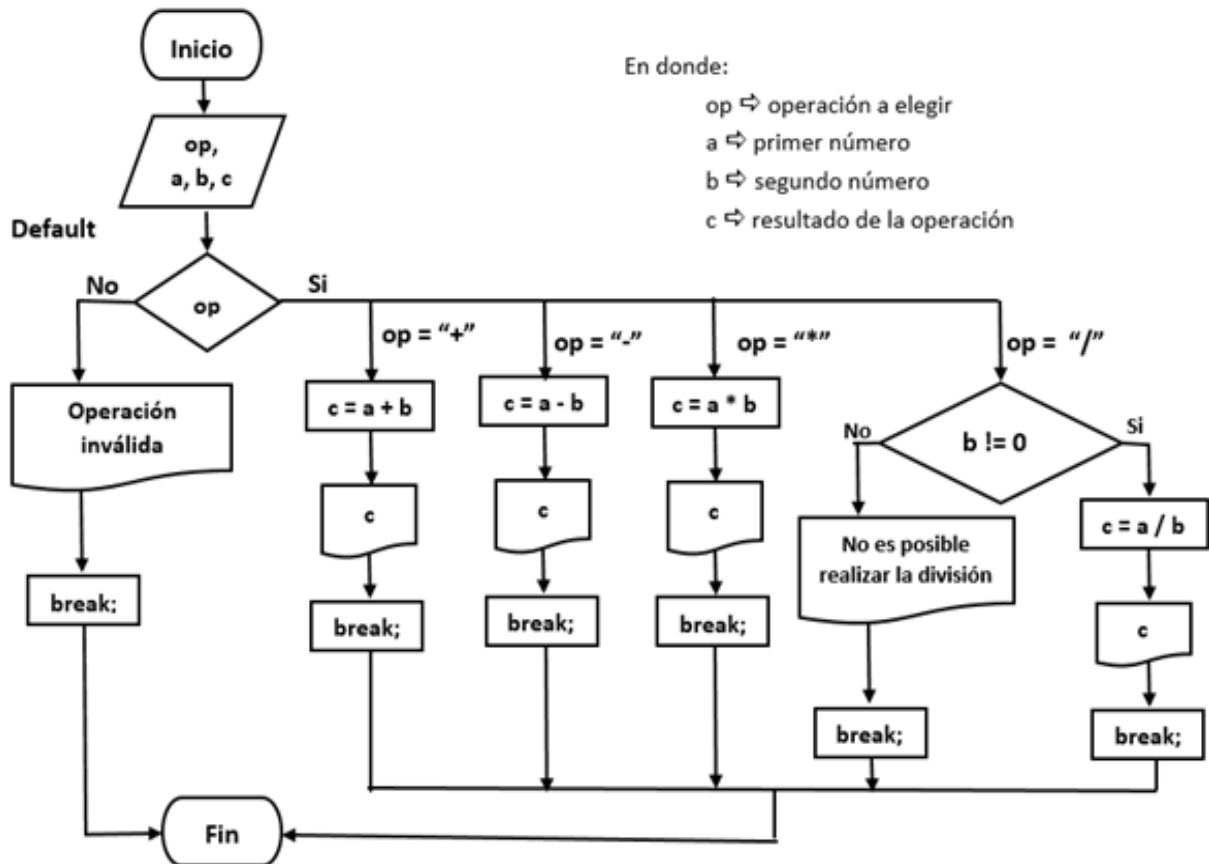 Inicio
En donde:
op ⇨ operación a elegir
a ⇨ primer número
b ⇨ segundo número
c ⇨ resultado de la operación
op,
a, b, c
Default
No
op
Si
op = “+”
op = “-”
op = “*”
op = “/”
Operación
inválida
c = a + b
c = a - b
c = a * b
No
b != 0
Si
c
c
c
No es posible
realizar la división
c = a / b
break;
break;
break;
break;
c
break;
break;
Fin